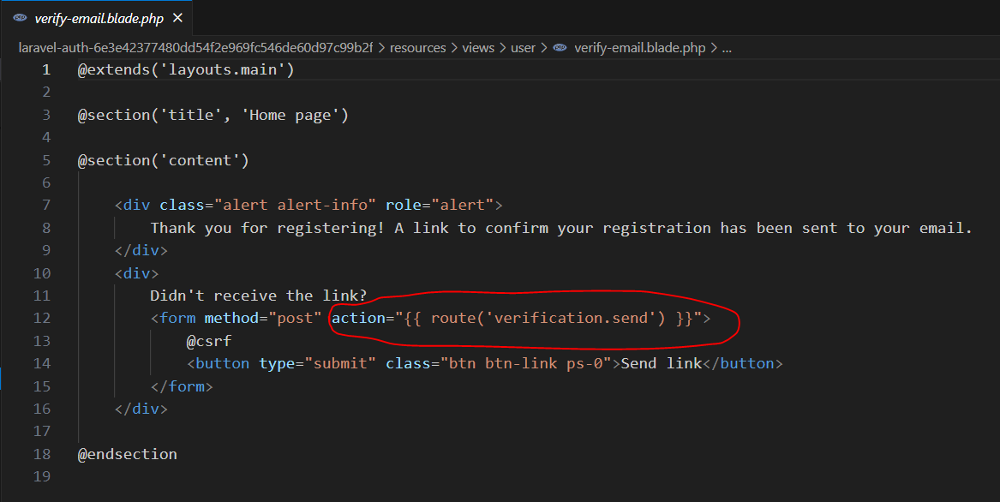 verify-email.blade.php ×
laravel-auth-6e3e42377480dd54f2e969fc546de60d97c99b2f > resources > views > user > verify-email.blade.php > ...
1 @extends('layouts.main')
2
3 @section('title', 'Home page')
4
5 @section('content')
6
7 <div class="alert alert-info" role="alert">
8 Thank you for registering! A link to confirm your registration has been sent to your email.
9 </div>
10 <div>
11 Didn't receive the link?
12 <form method="post" action="{{ route('verification.send') }}">
13 @csrf
14 <button type="submit" class="btn btn-link ps-0">Send link</button>
15 </form>
16 </div>
17
18 @endsection
19